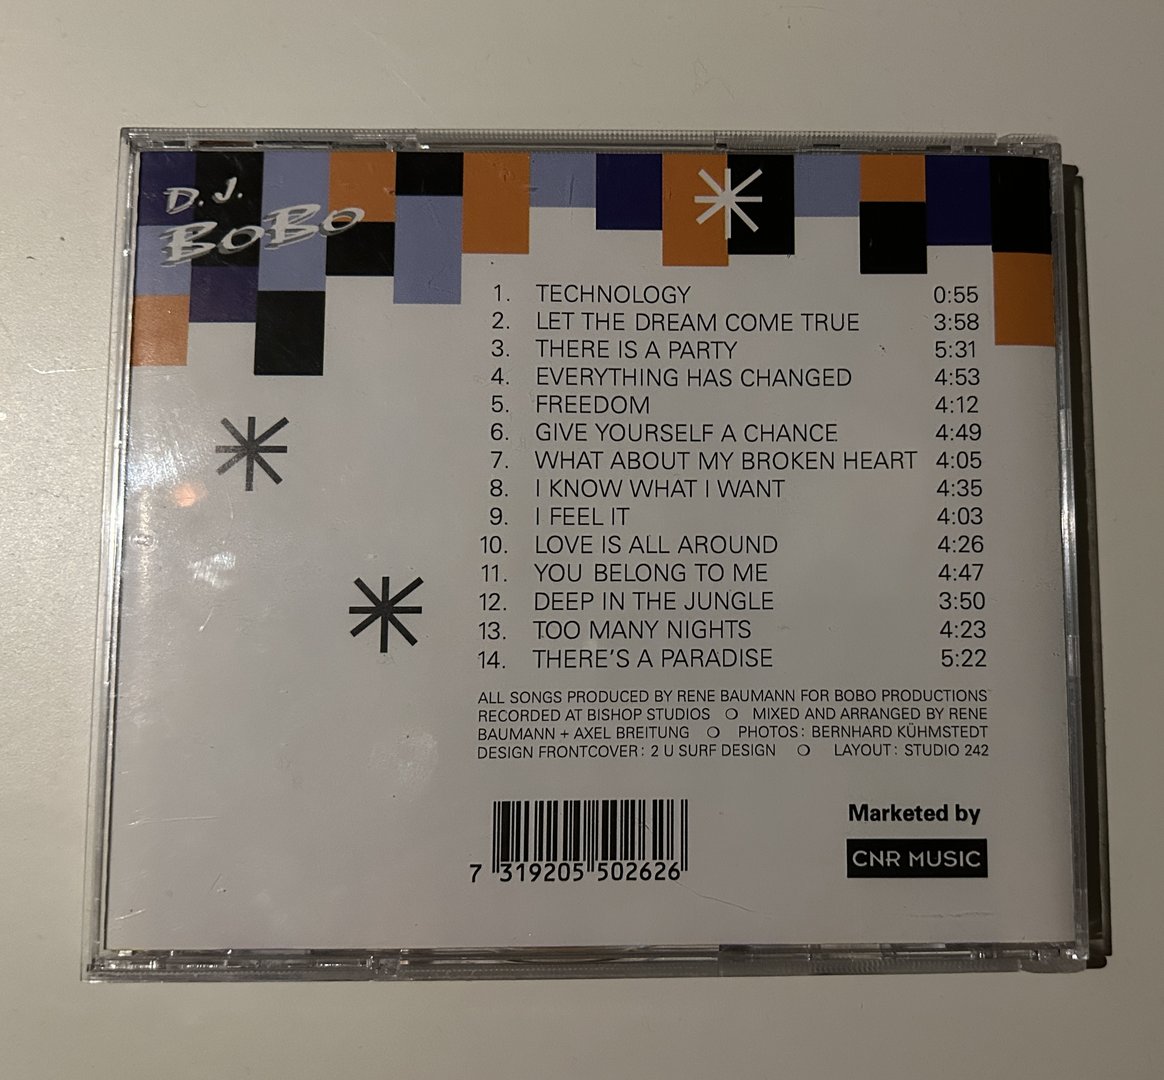 D.J.
BoBo
1. TECHNOLOGY 0:55
2. LET THE DREAM COME TRUE 3:58
3. THERE IS A PARTY 5:31
4. EVERYTHING HAS CHANGED 4:53
5. FREEDOM 4:12
6. GIVE YOURSELF A CHANCE 4:49
7. WHAT ABOUT MY BROKEN HEART 4:05
8. I KNOW WHAT I WANT 4:35
9. I FEEL IT 4:03
10. LOVE IS ALL AROUND 4:26
11. YOU BELONG TO ME 4:47
12. DEEP IN THE JUNGLE 3:50
13. TOO MANY NIGHTS 4:23
14. THERE'S A PARADISE 5:22
ALL SONGS PRODUCED BY RENE BAUMANN FOR BOBO PRODUCTIONS
RECORDED AT BISHOP STUDIOS ❍ MIXED AND ARRANGED BY RENE
BAUMANN + AXEL BREITUNG ❍ PHOTOS: BERNHARD KÜHMSTEDT
DESIGN FRONTCOVER: 2 U SURF DESIGN ❍ LAYOUT: STUDIO 242
Marketed by
CNR MUSIC
7 319205 502626